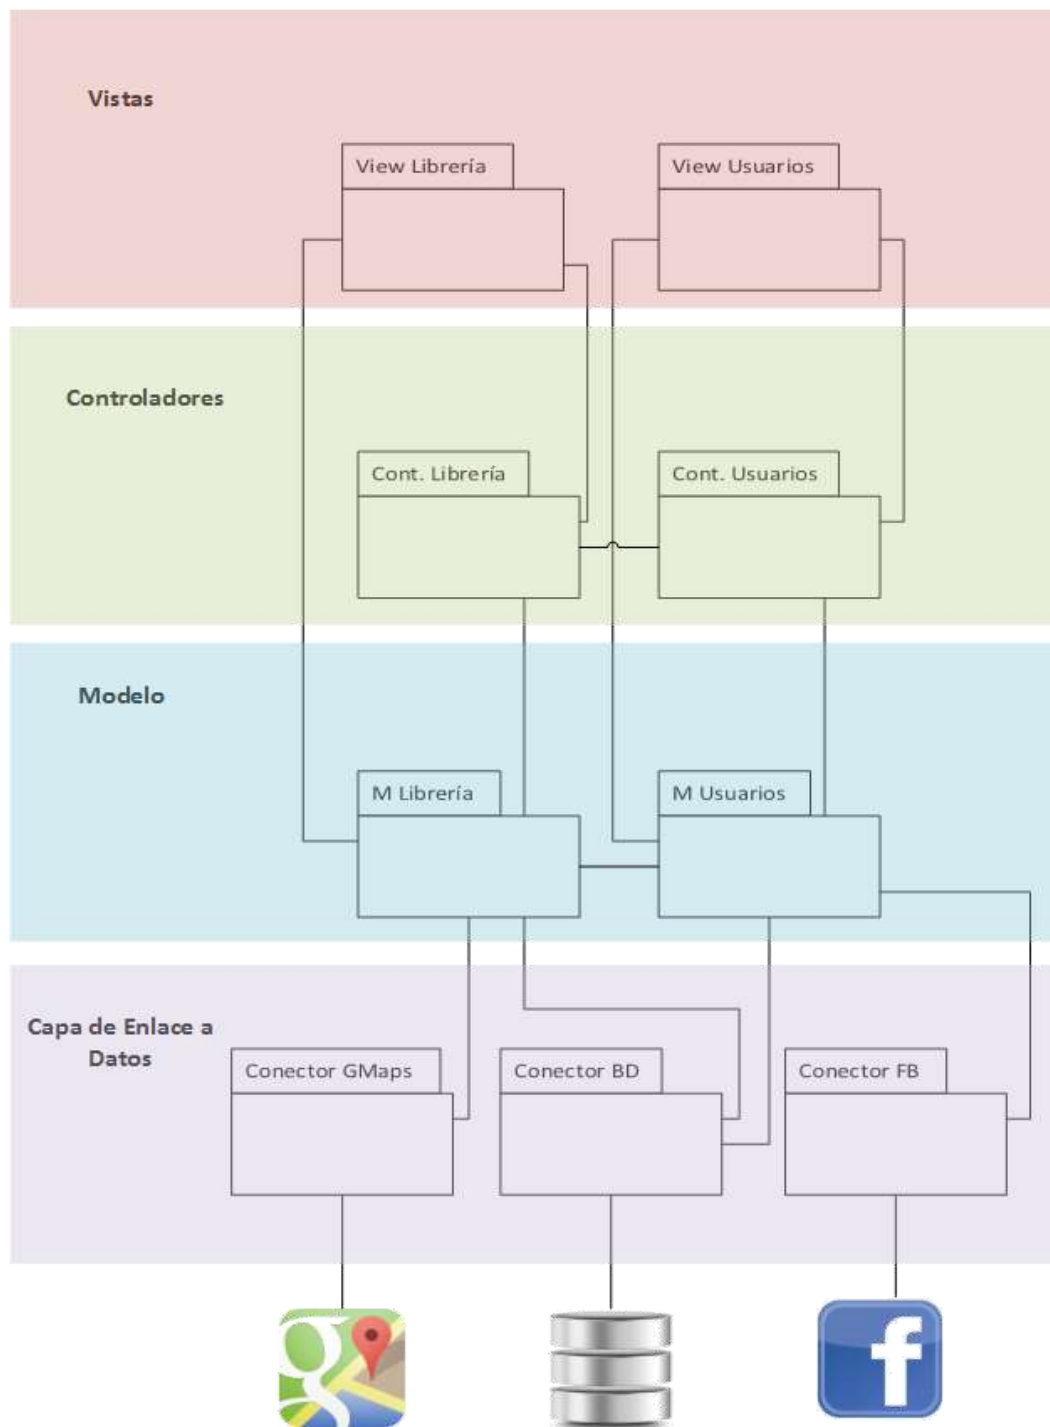 Vistas
View Librería
View Usuarios
Controladores
Cont. Librería
Cont. Usuarios
Modelo
M Librería
M Usuarios
Capa de Enlace a
Datos
Conector GMaps
Conector BD
Conector FB
g
f